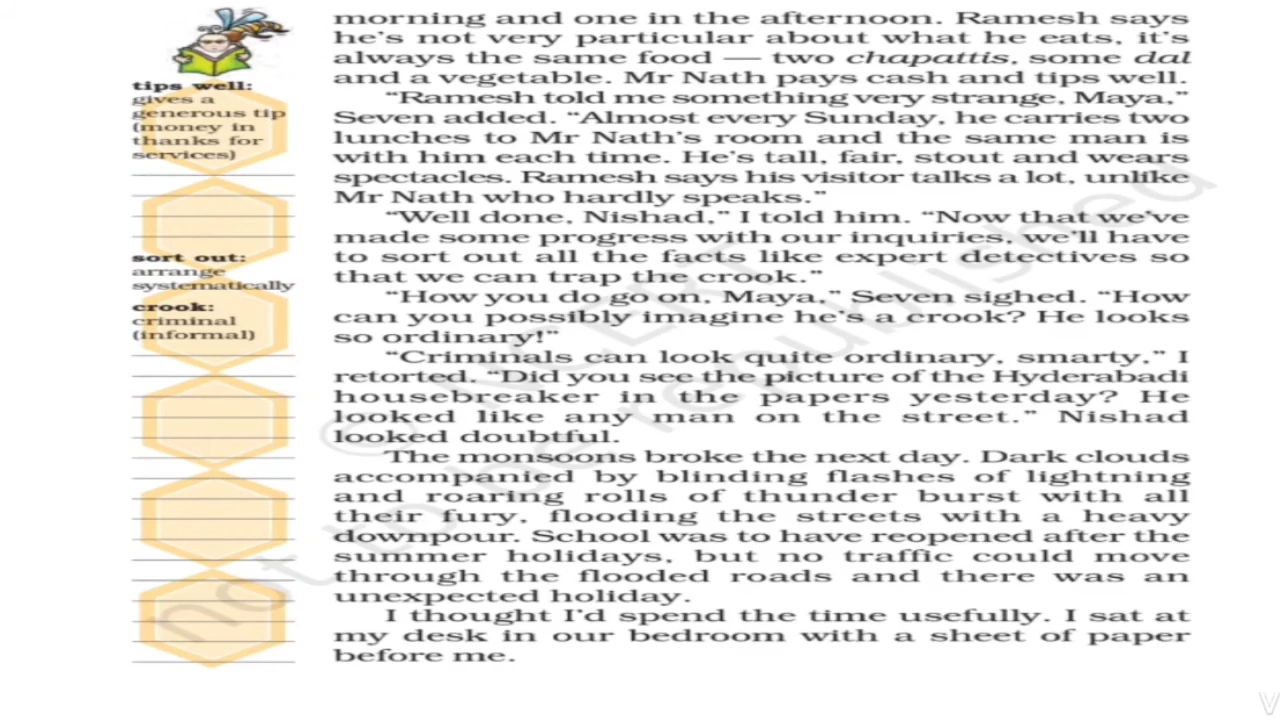 morning and one in the afternoon. Ramesh says
he's not very particular about what he eats, it's
always the same food — two chapattis, some dal
and a vegetable. Mr Nath pays cash and tips well.
"Ramesh told me something very strange, Maya,"
Seven added. "Almost every Sunday, he carries two
lunches to Mr Nath's room and the same man is
with him each time. He's tall, fair, stout and wears
spectacles. Ramesh says his visitor talks a lot, unlike
Mr Nath who hardly speaks."
"Well done, Nishad," I told him. "Now that we've
made some progress with our inquiries, we'll have
to sort out all the facts like expert detectives so
that we can trap the crook."
"How you do go on, Maya," Seven sighed. "How
can you possibly imagine he's a crook? He looks
so ordinary!"
"Criminals can look quite ordinary, smarty," I
retorted. "Did you see the picture of the Hyderabadi
housebreaker in the papers yesterday? He
looked like any man on the street." Nishad
looked doubtful.
The monsoons broke the next day. Dark clouds
accompanied by blinding flashes of lightning
and roaring rolls of thunder burst with all
their fury, flooding the streets with a heavy
downpour. School was to have reopened after the
summer holidays, but no traffic could move
through the flooded roads and there was an
unexpected holiday.
I thought I'd spend the time usefully. I sat at
my desk in our bedroom with a sheet of paper
before me.
tips well:
gives a
generous tip
(money in
thanks for
services)
sort out:
arrange
systematically
crook:
criminal
(informal)
© NCERT
not to be republished
V